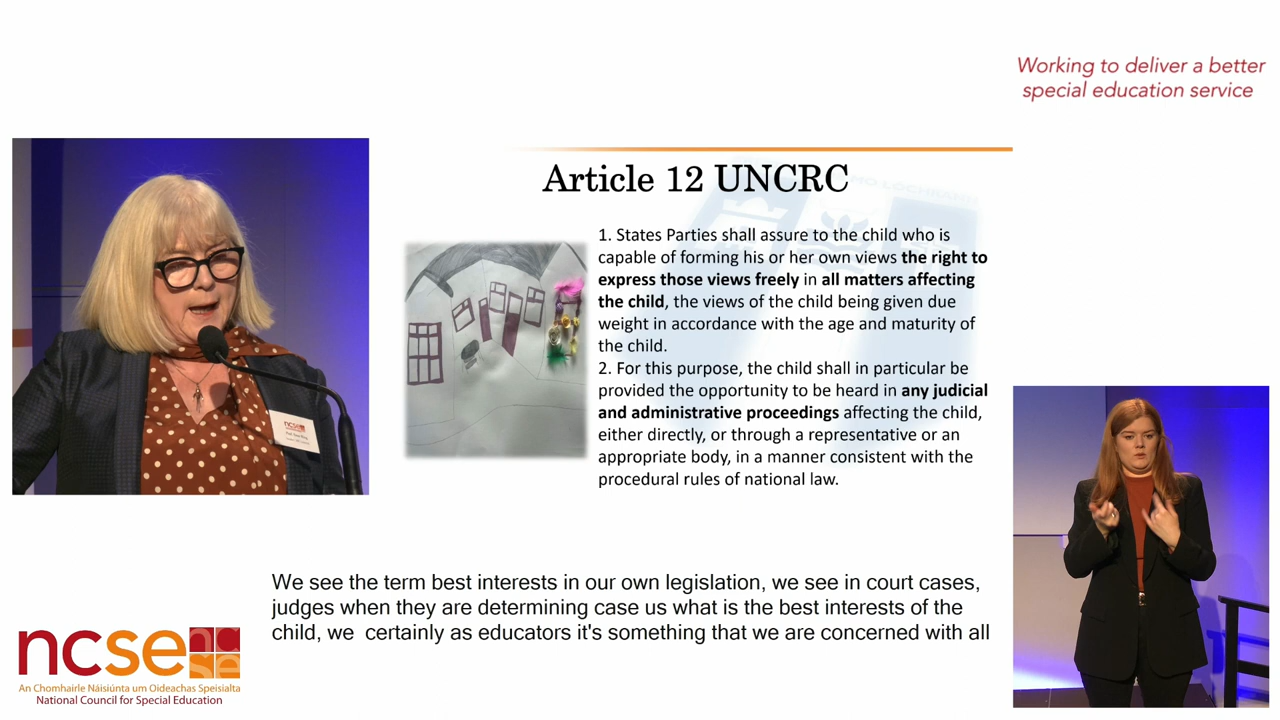 Working to deliver a better
special education service
Article 12 UNCRC
1. States Parties shall assure to the child who is
capable of forming his or her own views the right to
express those views freely in all matters affecting
the child, the views of the child being given due
weight in accordance with the age and maturity of
the child.
2. For this purpose, the child shall in particular be
provided the opportunity to be heard in any judicial
and administrative proceedings affecting the child,
either directly, or through a representative or an
appropriate body, in a manner consistent with the
procedural rules of national law.
ncse
We see the term best interests in our own legislation, we see in court cases,
judges when they are determining case us what is the best interests of the
child, we certainly as educators it's something that we are concerned with all
ncse
nc
se
An Chomhairle Náisiúnta um Oideachas Speisialta
National Council for Special Education